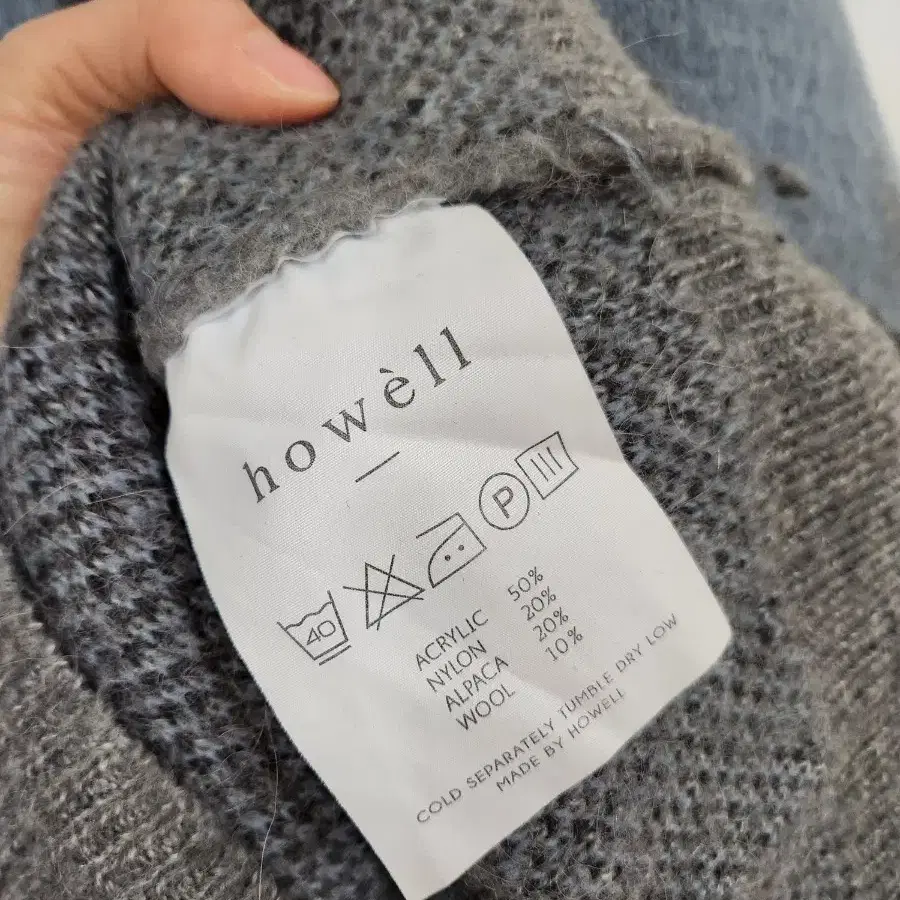 howèll
40 P
ACRYLIC 50%
NYLON 20%
ALPACA 20%
WOOL 10%
COLD SEPARATELY TUMBLE DRY LOW
MADE BY HOWELL